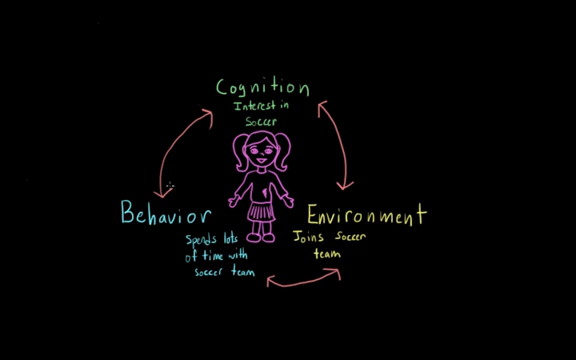 Cognition
Interest in
Soccer
Behavior
Spends lots
of time with
soccer team
Environment
Joins soccer
team